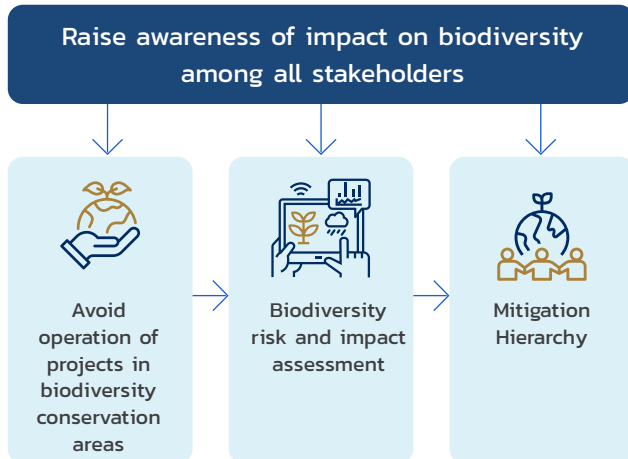 Raise awareness of impact on biodiversity
among all stakeholders
Avoid
operation of
projects in
biodiversity
conservation
areas
Biodiversity
risk and impact
assessment
Mitigation
Hierarchy